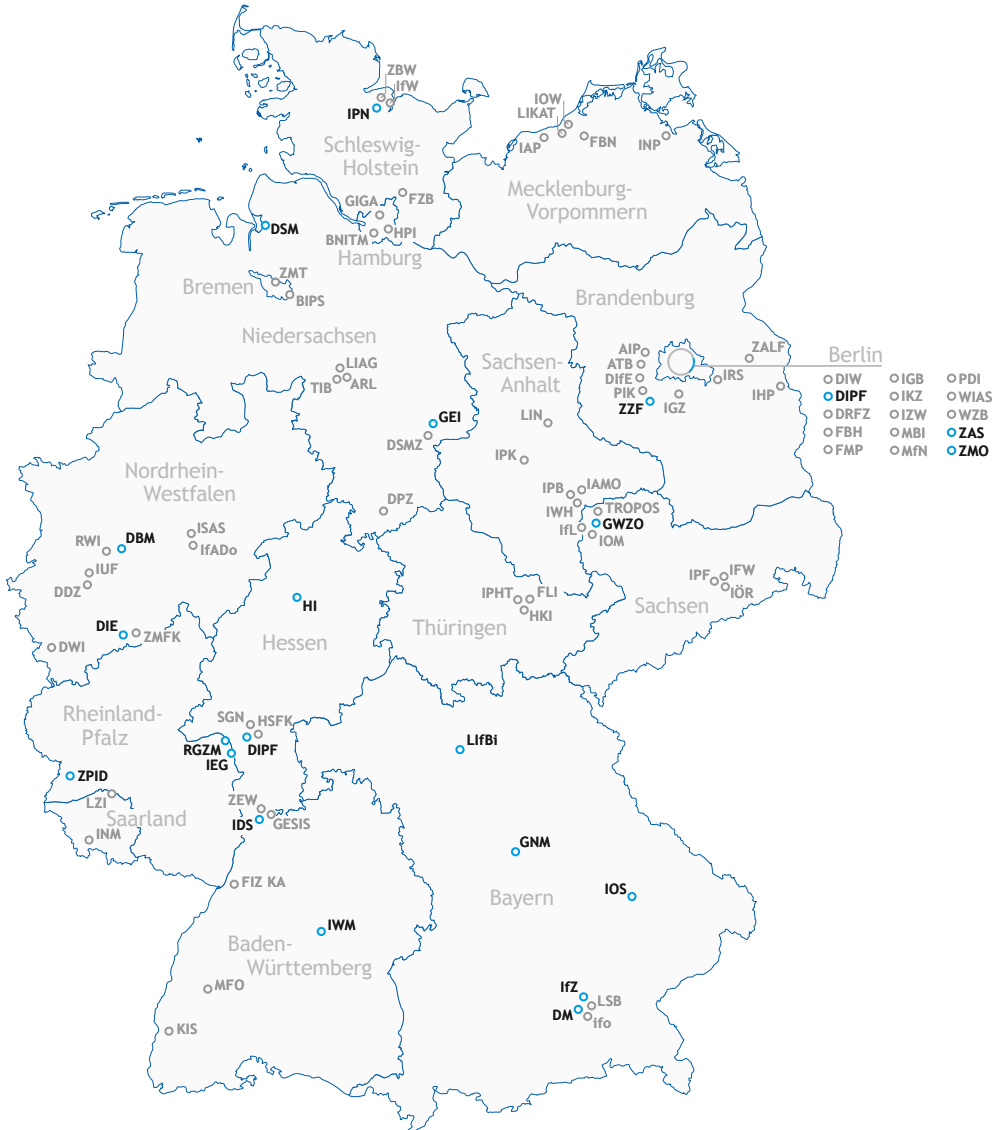 ZBW
IfW
IPN
Schleswig-
Holstein
IOW
LIKAT
IAP
FBN
INP
Mecklenburg-
Vorpommern
FZB
GIGA
HPI
BNITM
Hamburg
DSM
ZMT
Bremen
BIPS
Niedersachsen
Brandenburg
LIAG
TIB
ARL
Sachsen-
Anhalt
AIP
ATB
DIfE
PIK
ZZF
IGZ
IRS
ZALF
IHP
Berlin
DIW IGB PDI
DIPF IKZ WIAS
DRFZ IZW WZB
FBH MBI ZAS
FMP MfN ZMO
GEI
DSMZ
LIN
IPK
DPZ
IPB
IAMO
IWH
TROPOS
IfL
GWZO
IOM
Nordrhein-
Westfalen
ISAS
IfADo
RWI
DBM
IUF
DDZ
DIE
ZMFK
DWI
HI
Hessen
IPHT
FLI
HKI
Thüringen
IPF
IFW
IÖR
Sachsen
Rheinland-
Pfalz
SGN
HSFK
RGZM
DIPF
IEG
ZPID
LZI
Saarland
INM
ZEW
IDS
GESIS
LIfBi
GNM
IOS
Bayern
FIZ KA
IWM
Baden-
Württemberg
MFO
KIS
IfZ
LSB
DM
ifo